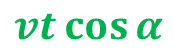 vt cos α